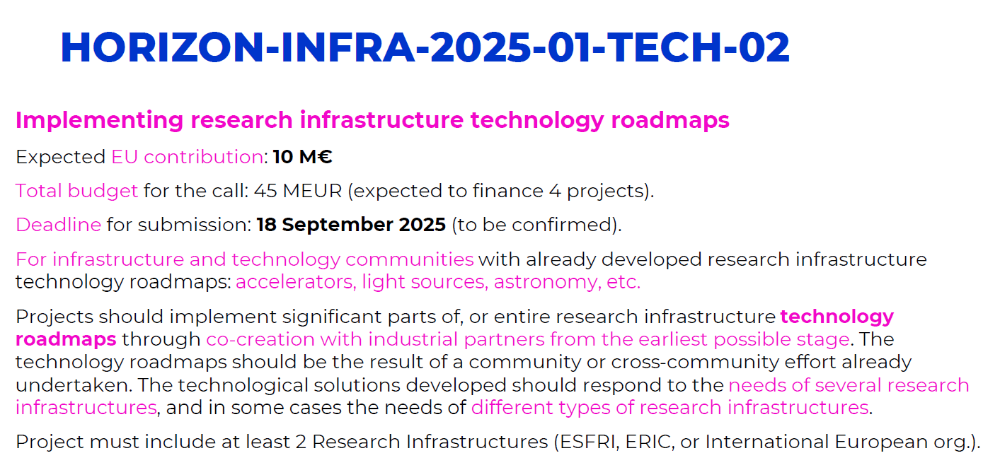 HORIZON-INFRA-2025-01-TECH-02
Implementing research infrastructure technology roadmaps
Expected EU contribution: 10 M€
Total budget for the call: 45 MEUR (expected to finance 4 projects).
Deadline for submission: 18 September 2025 (to be confirmed).
For infrastructure and technology communities with already developed research infrastructure
technology roadmaps: accelerators, light sources, astronomy, etc.
Projects should implement significant parts of, or entire research infrastructure technology
roadmaps through co-creation with industrial partners from the earliest possible stage. The
technology roadmaps should be the result of a community or cross-community effort already
undertaken. The technological solutions developed should respond to the needs of several research
infrastructures, and in some cases the needs of different types of research infrastructures.
Project must include at least 2 Research Infrastructures (ESFRI, ERIC, or International European org.).